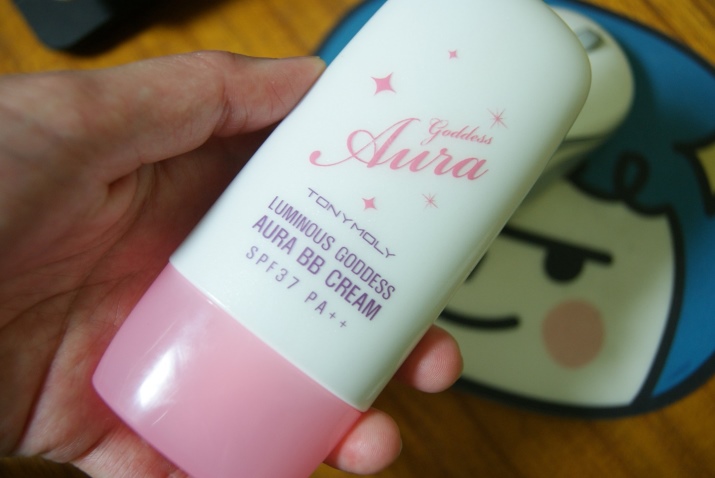 Goddess
Aura
TONYMOLY
LUMINOUS GODDESS
AURA BB CREAM
SPF37 PA++